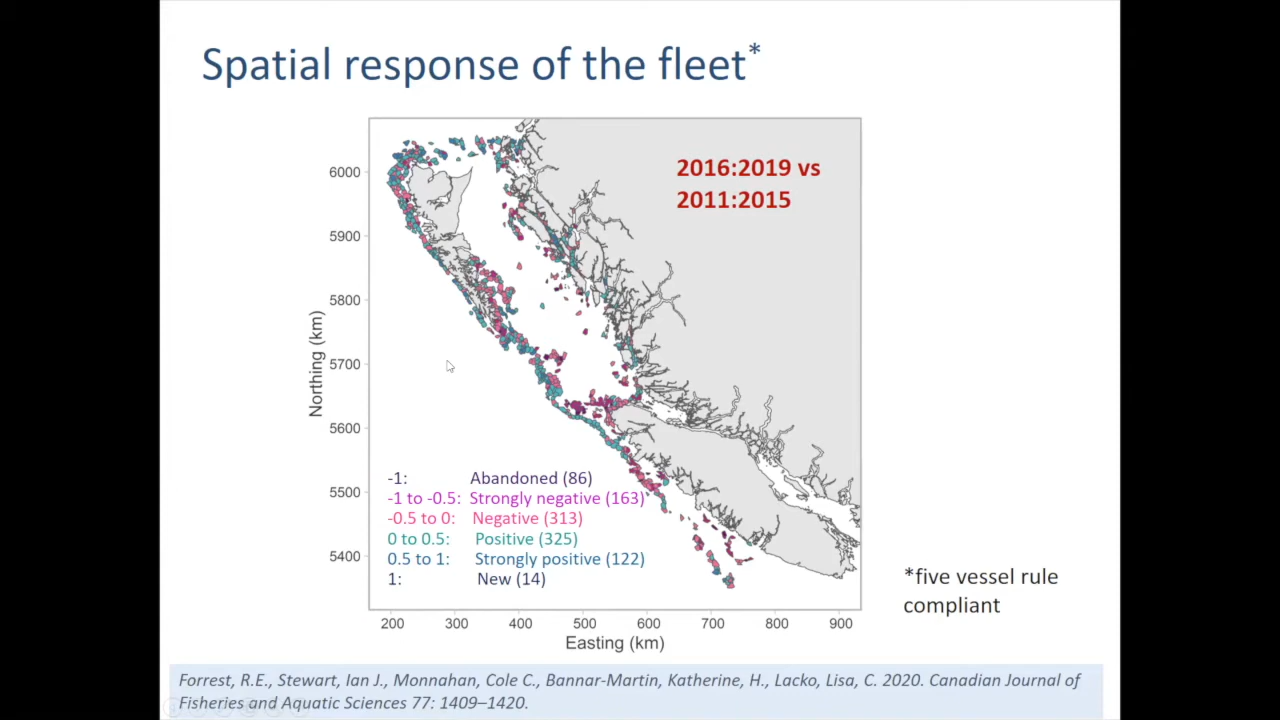 Spatial response of the fleet*
2016:2019 vs
2011:2015
6000
5900
5800
5700
5600
5500
5400
Northing (km)
-1: Abandoned (86)
-1 to -0.5: Strongly negative (163)
-0.5 to 0: Negative (313)
0 to 0.5: Positive (325)
0.5 to 1: Strongly positive (122)
1: New (14)
200 300 400 500 600 700 800 900
Easting (km)
*five vessel rule
compliant
Forrest, R.E., Stewart, Ian J., Monnahan, Cole C., Bannar-Martin, Katherine, H., Lacko, Lisa, C. 2020. Canadian Journal of
Fisheries and Aquatic Sciences 77: 1409–1420.